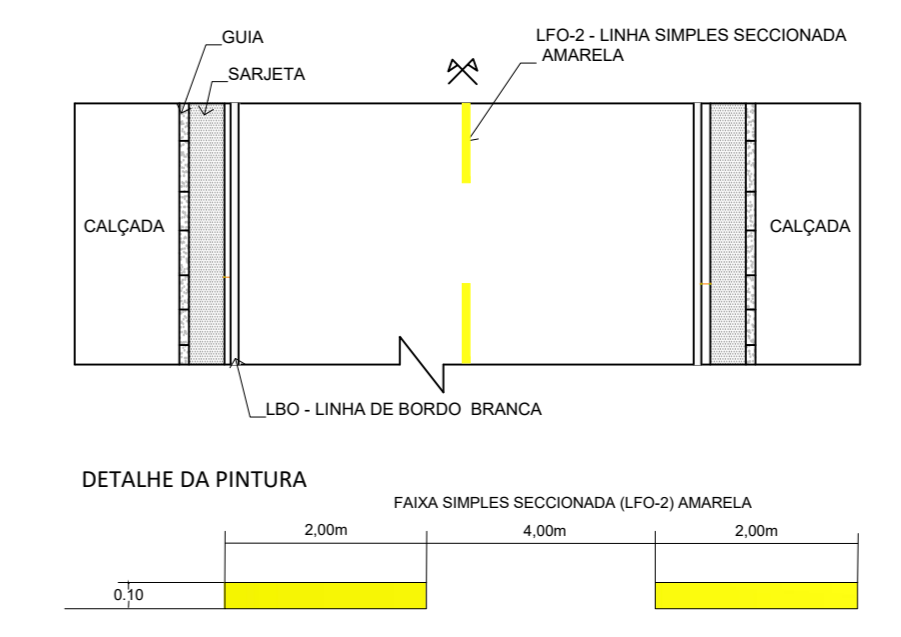 GUIA
LFO-2 - LINHA SIMPLES SECCIONADA
AMARELA
SARJETA
CALÇADA
CALÇADA
LBO - LINHA DE BORDO BRANCA
DETALHE DA PINTURA
FAIXA SIMPLES SECCIONADA (LFO-2) AMARELA
2,00m
4,00m
2,00m
0.10